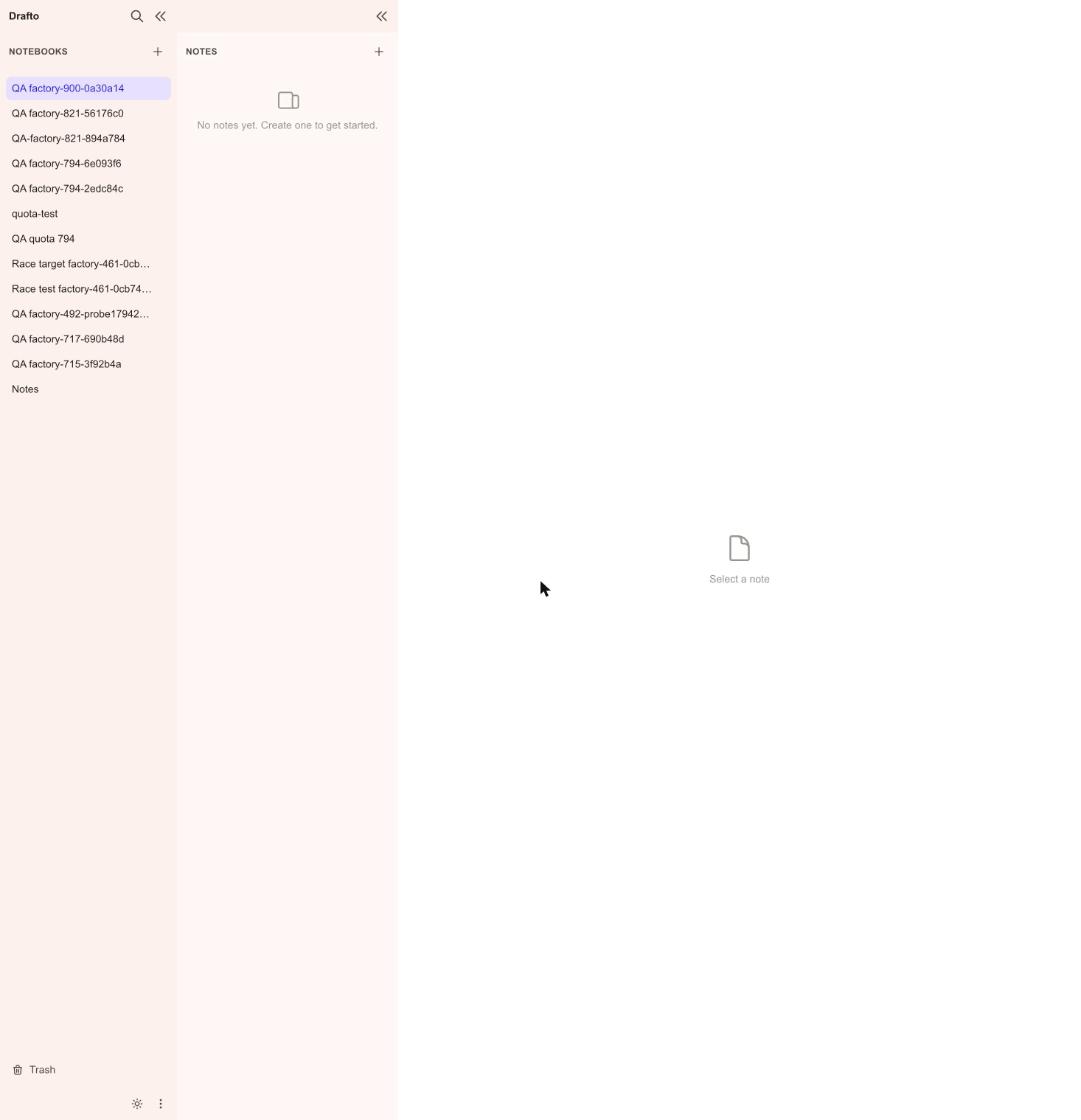 Drafto
NOTEBOOKS
QA factory-900-0a30a14
QA factory-821-56176c0
QA-factory-821-894a784
QA factory-794-6e093f6
QA factory-794-2edc84c
quota-test
QA quota 794
Race target factory-461-0cb…
Race test factory-461-0cb74…
QA factory-492-probe17942…
QA factory-717-690b48d
QA factory-715-3f92b4a
Notes
Trash
NOTES
No notes yet. Create one to get started.
Select a note